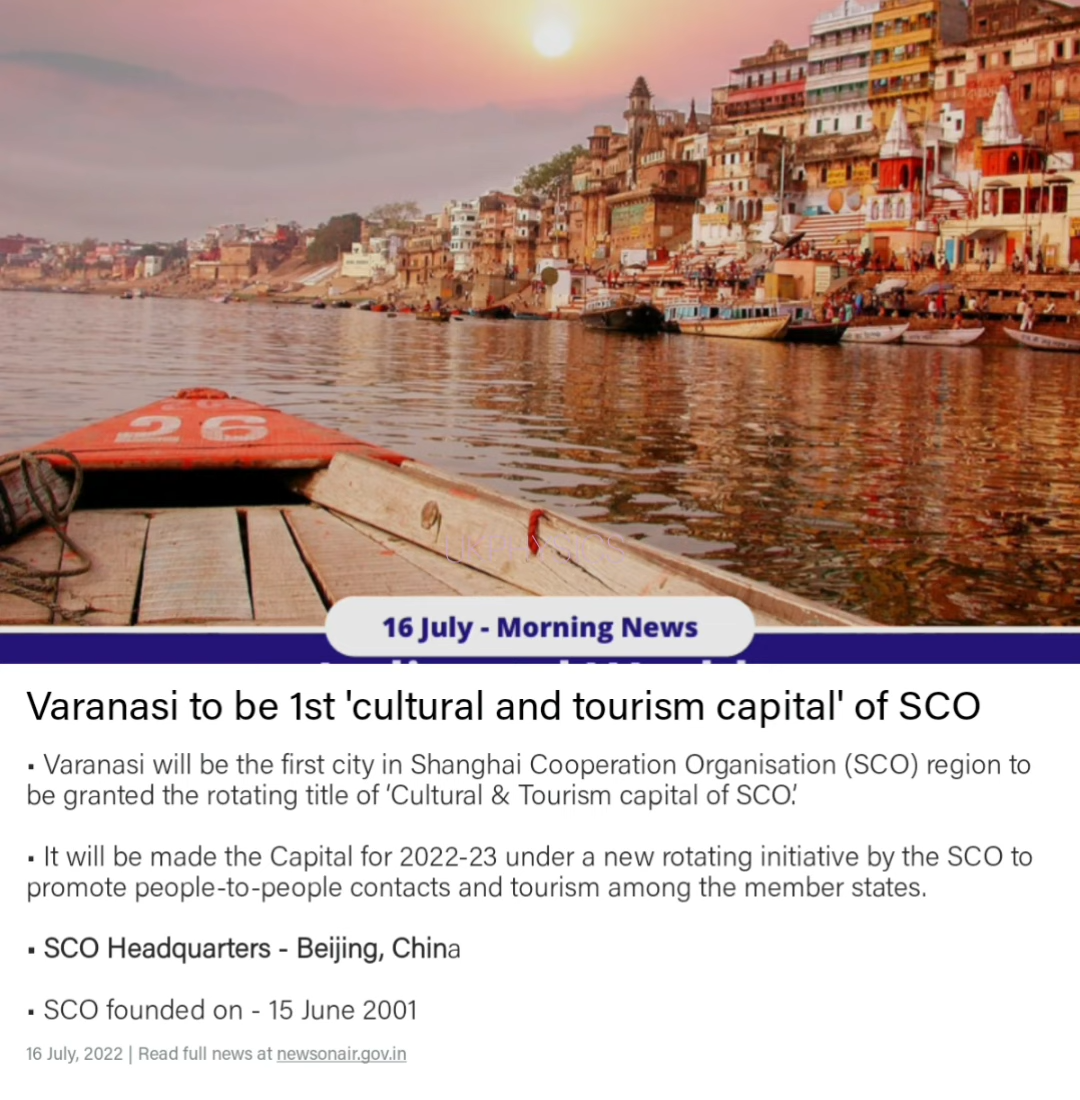 26
16 July - Morning News
Varanasi to be 1st 'cultural and tourism capital' of SCO
▪ Varanasi will be the first city in Shanghai Cooperation Organisation (SCO) region to
be granted the rotating title of ‘Cultural & Tourism capital of SCO.’
▪ It will be made the Capital for 2022-23 under a new rotating initiative by the SCO to
promote people-to-people contacts and tourism among the member states.
▪ SCO Headquarters - Beijing, China
▪ SCO founded on - 15 June 2001
16 July, 2022 | Read full news at newsonair.gov.in